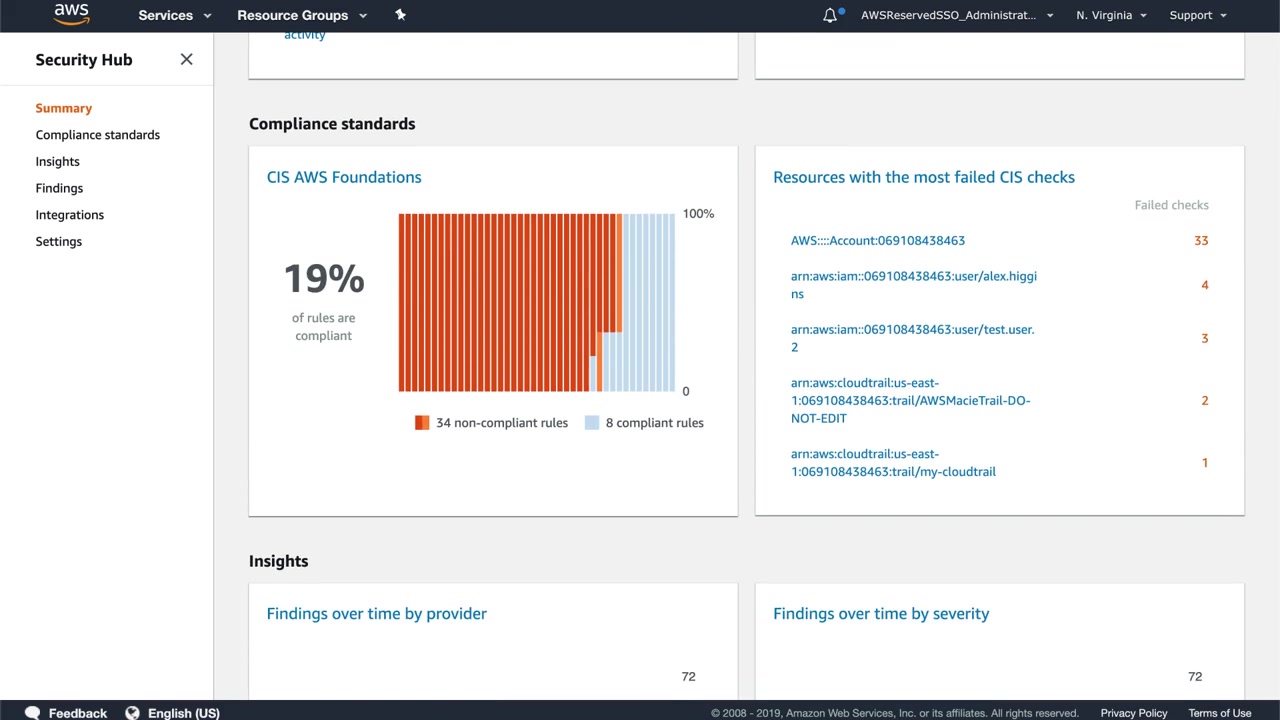 aws
Services
Resource Groups
AWSReservedSSO_Administrat...
N. Virginia
Support
Security Hub
Summary
Compliance standards
Insights
Findings
Integrations
Settings
activity
Compliance standards
CIS AWS Foundations
19%
of rules are
compliant
100%
0
34 non-compliant rules
8 compliant rules
Resources with the most failed CIS checks
Failed checks
AWS::::Account:069108438463
33
arn:aws:iam::069108438463:user/alex.higgi
ns
4
arn:aws:iam::069108438463:user/test.user.
2
3
arn:aws:cloudtrail:us-east-
1:069108438463:trail/AWSMacieTrail-DO-
NOT-EDIT
2
arn:aws:cloudtrail:us-east-
1:069108438463:trail/my-cloudtrail
1
Insights
Findings over time by provider
72
Findings over time by severity
72
Feedback
English (US)
© 2008 - 2019, Amazon Web Services, Inc. or its affiliates. All rights reserved.
Privacy Policy
Terms of Use